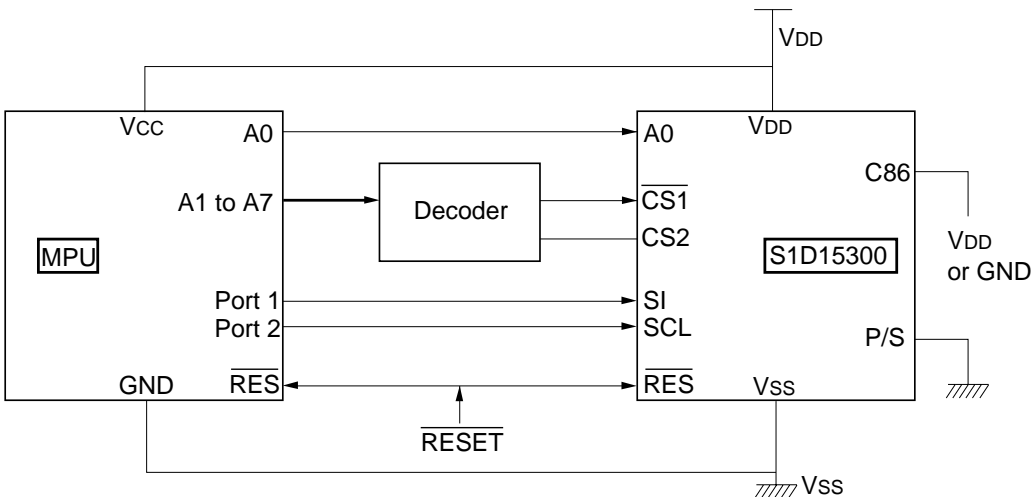 VDD
VCC
A0
A1 to A7
MPU
Port 1
Port 2
GND
RES
Decoder
RESET
VDD
A0
C86
CS1
CS2
S1D15300
VDD
or GND
SI
SCL
P/S
RES
VSS
VSS